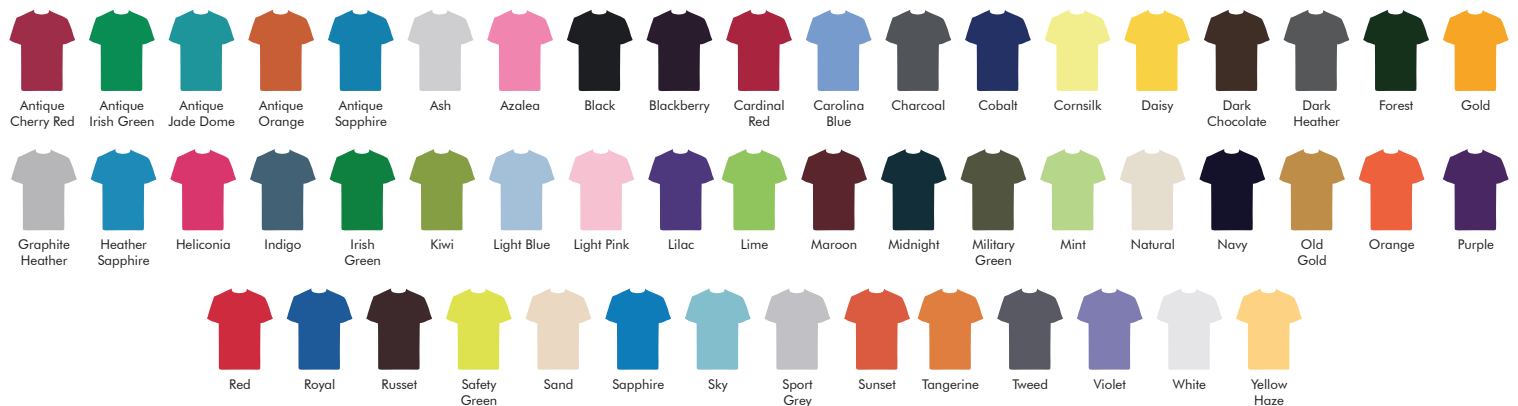 Antique Cherry Red
Antique Irish Green
Antique Jade Dome
Antique Orange
Antique Sapphire
Ash
Azalea
Black
Blackberry
Cardinal Red
Carolina Blue
Charcoal
Cobalt
Cornsilk
Daisy
Dark Chocolate
Dark Heather
Forest
Gold
Graphite Heather
Heather Sapphire
Heliconia
Indigo
Irish Green
Kiwi
Light Blue
Light Pink
Lilac
Lime
Maroon
Midnight
Military Green
Mint
Natural
Navy
Old Gold
Orange
Purple
Red
Royal
Russet
Safety Green
Sand
Sapphire
Sky
Sport Grey
Sunset
Tangerine
Tweed
Violet
White
Yellow Haze